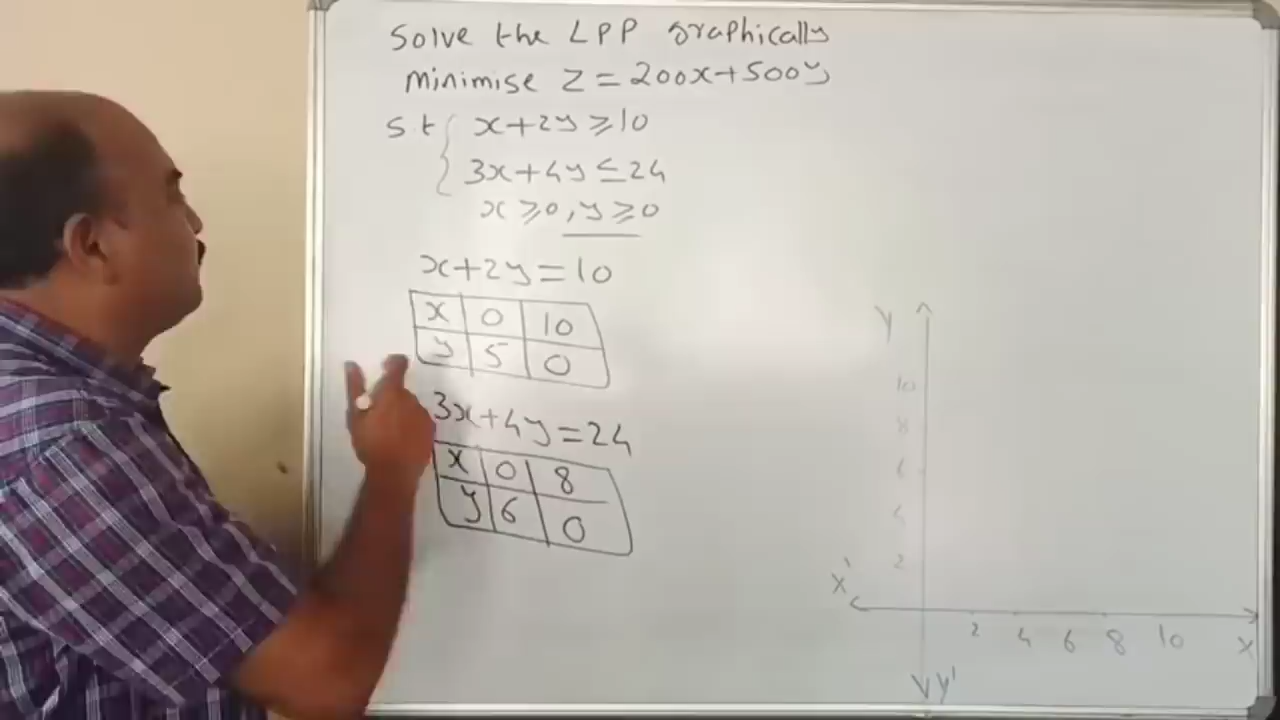 Solve the LPP graphically
Minimise Z = 200x + 500y
S.t { x + 2y ≥ 10
3x + 4y ≤ 24
x ≥ 0, y ≥ 0
x + 2y = 10
x 0 10
y 5 0
3x + 4y = 24
x 0 8
y 6 0
y
10
8
6
4
2
x'
2 4 6 8 10 x
y'